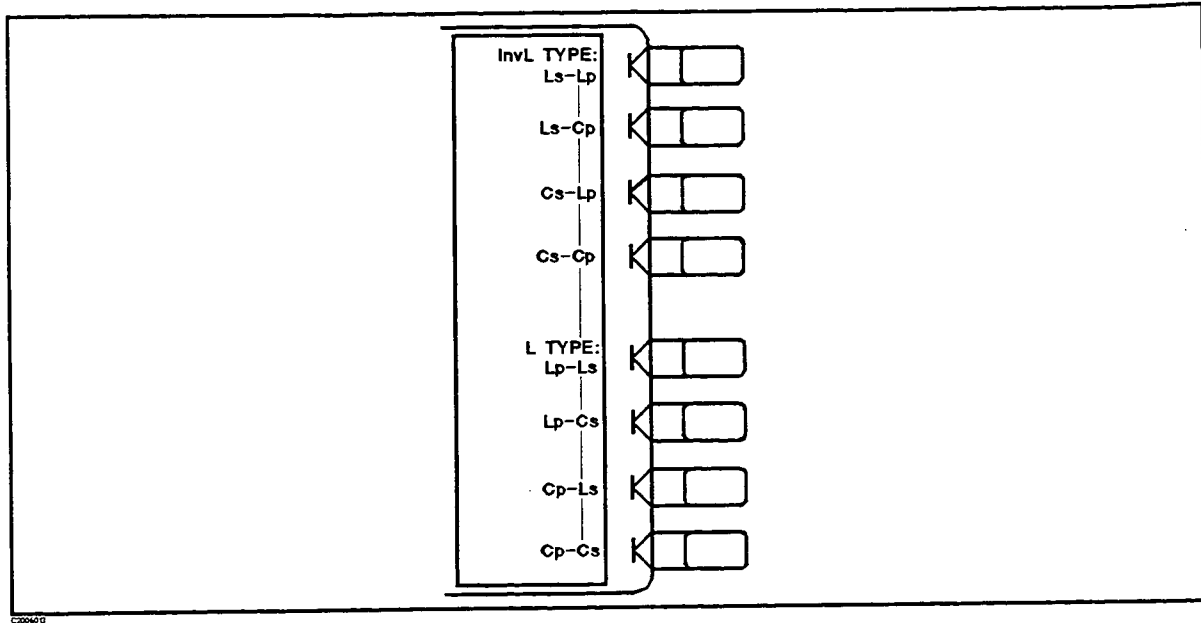 InvL TYPE:
Ls-Lp
Ls-Cp
Cs-Lp
Cs-Cp
L TYPE:
Lp-Ls
Lp-Cs
Cp-Ls
Cp-Cs